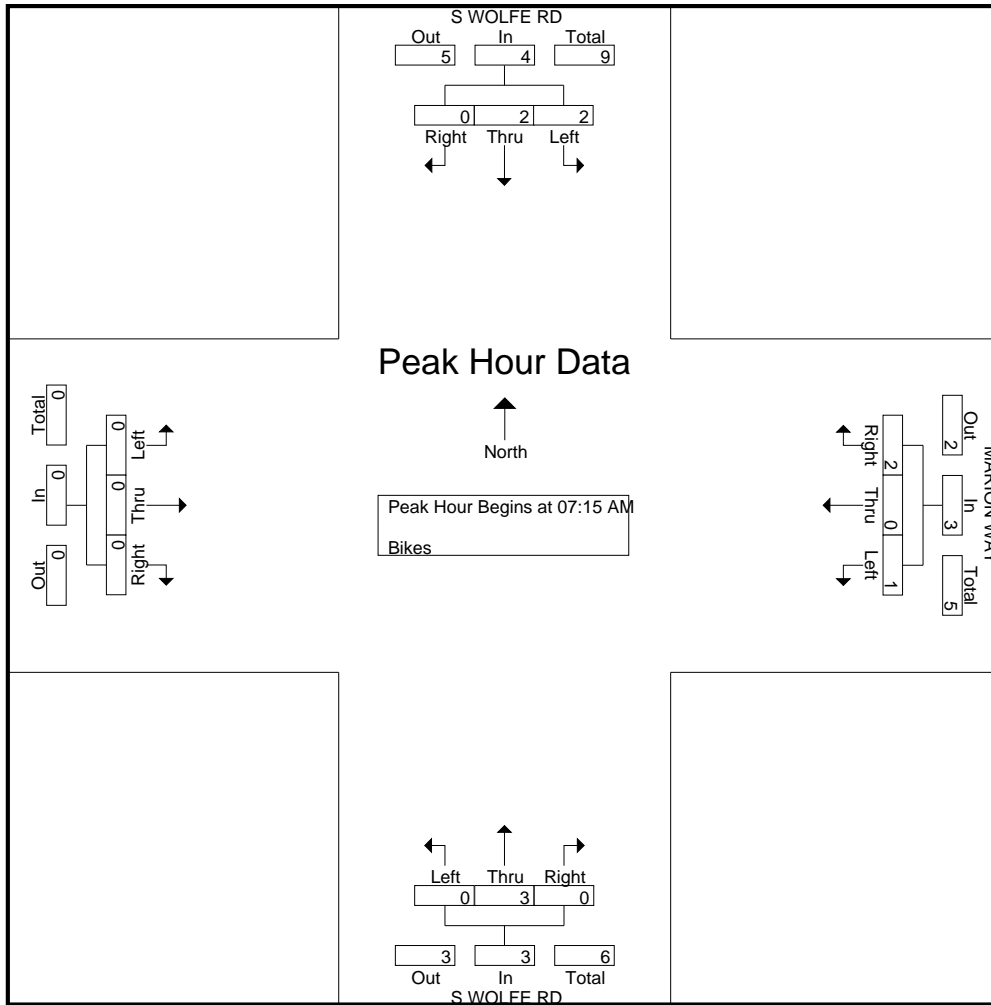 S WOLFE RD
Out In Total
5 4 9
0 2 2
Right Thru Left
Peak Hour Data
North
Peak Hour Begins at 07:15 AM
Bikes
Total In Out
0 0 0
Left Thru Right
0 0 0
Right Thru Left
2 0 1
Out In Total
2 3 5
MARION WAY
Left Thru Right
0 3 0
3 3 6
Out In Total
S WOLFE RD